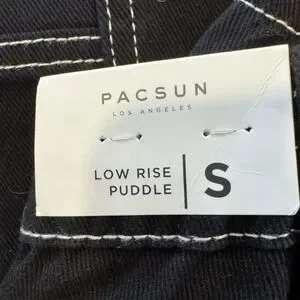 PACSUN
LOS ANGELES
LOW RISE
PUDDLE
S